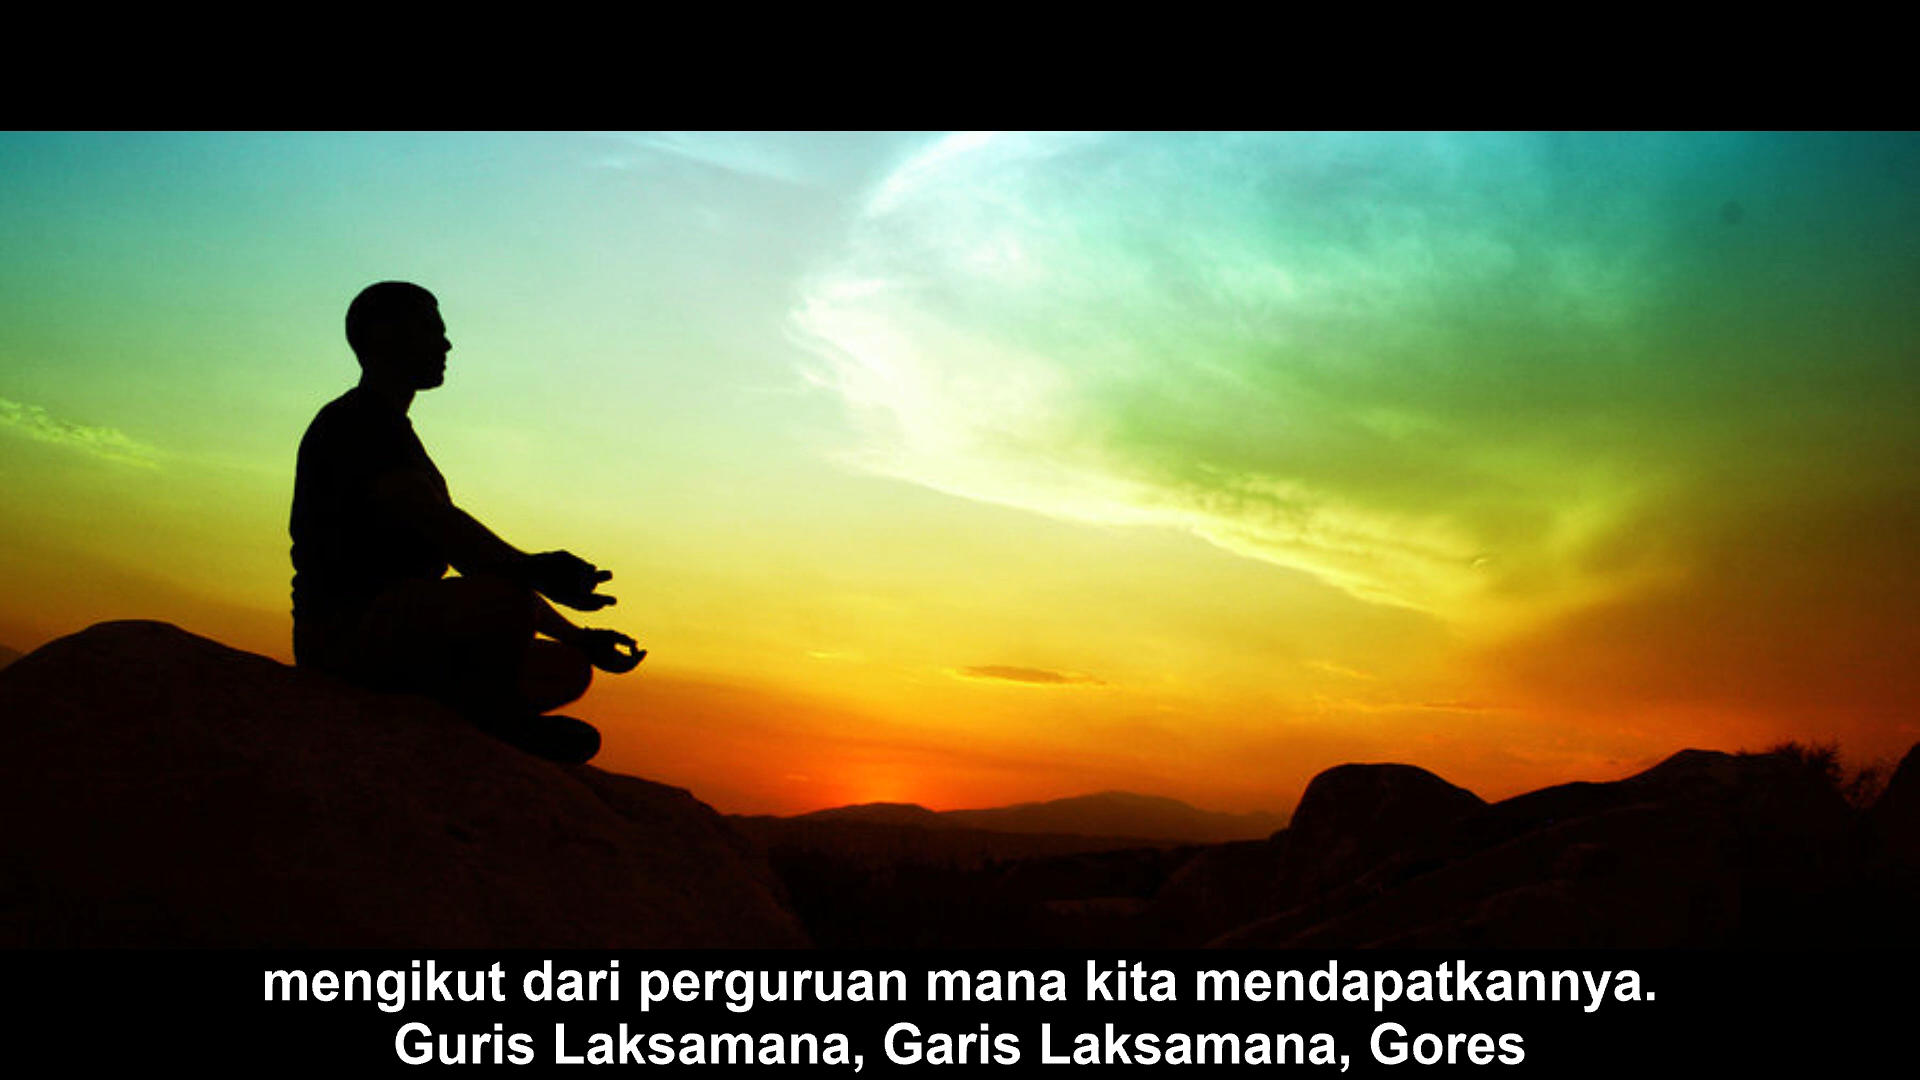 mengikut dari perguruan mana kita mendapatkannya.
Guris Laksamana, Garis Laksamana, Gores